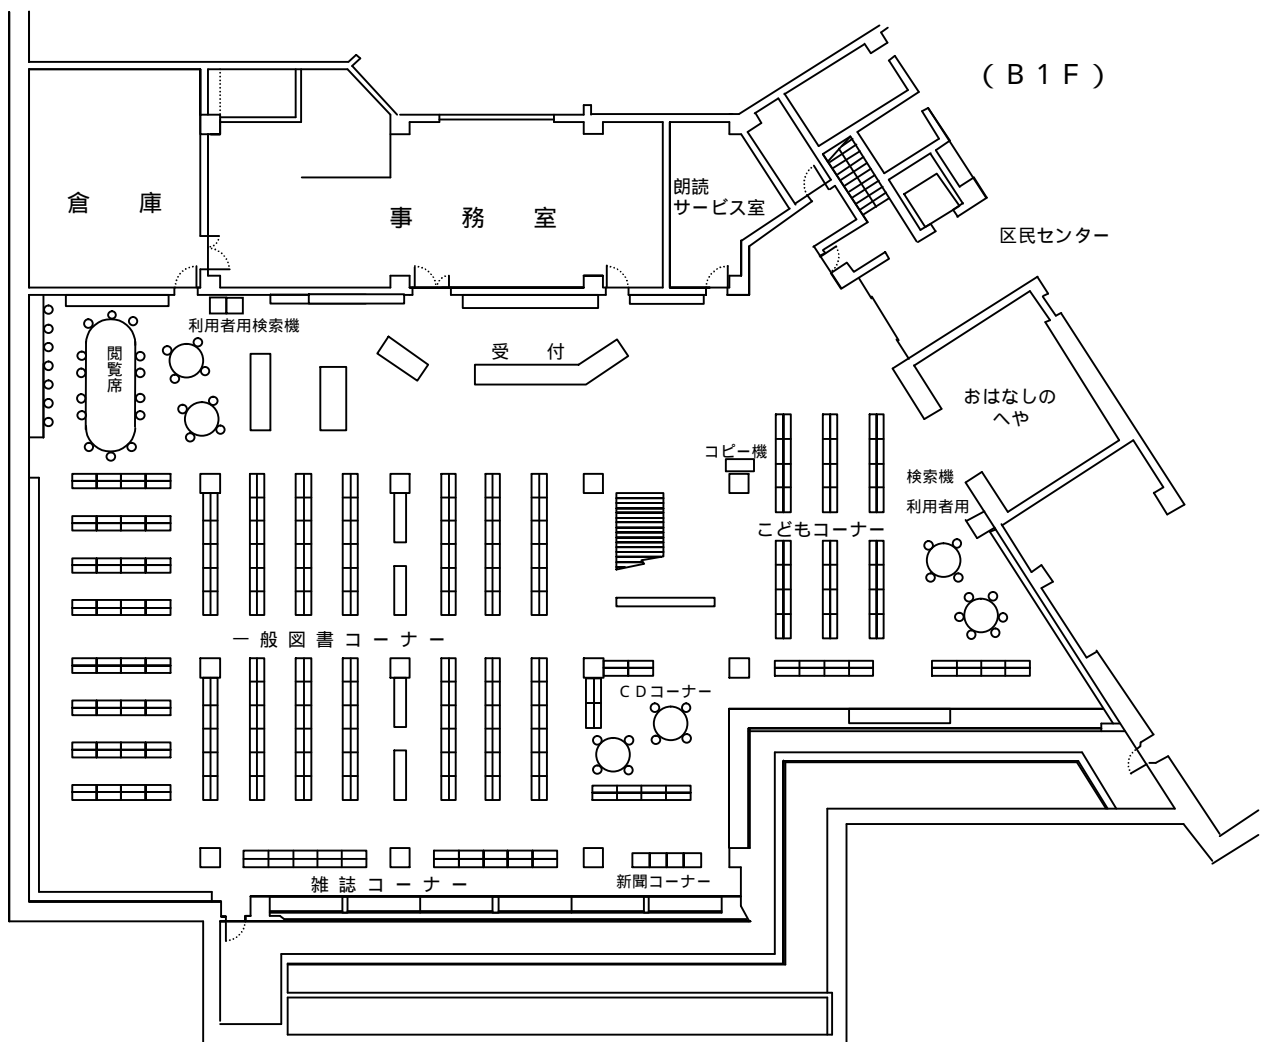 （Ｂ１Ｆ）
倉庫
事務室
朗読
サービス室
区民センター
利用者用検索機
閲覧席
受付
おはなしの
へや
コピー機
検索機
利用者用
こどもコーナー
一般図書コーナー
ＣＤコーナー
雑誌コーナー
新聞コーナー